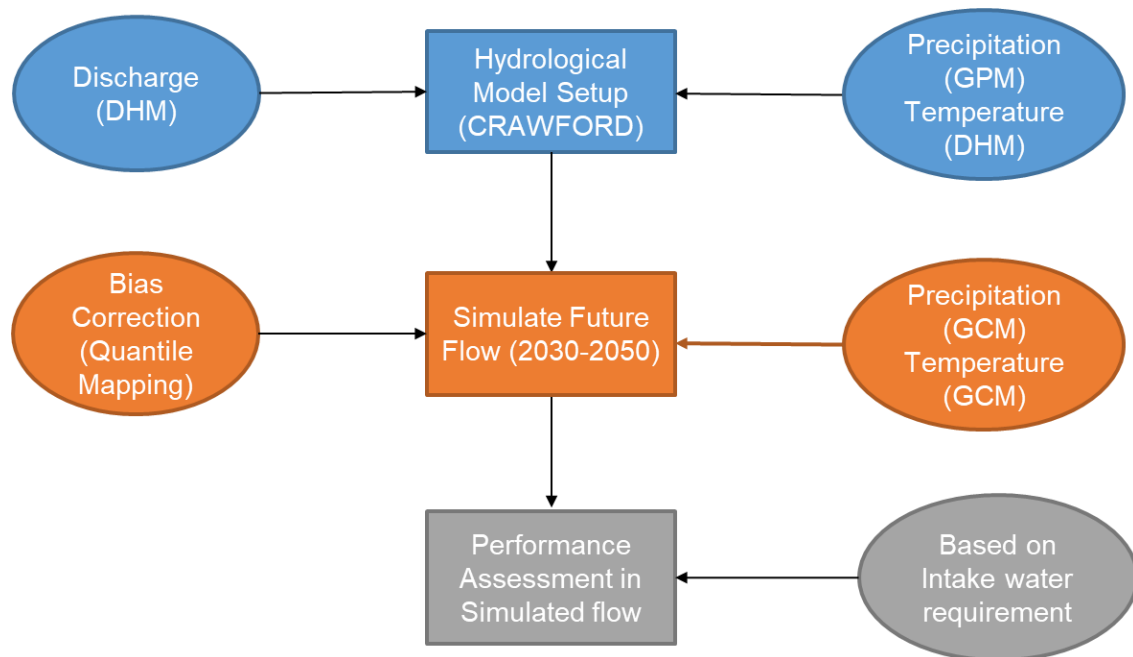 Discharge
(DHM)
Hydrological
Model Setup
(CRAWFORD)
Precipitation
(GPM)
Temperature
(DHM)
Bias
Correction
(Quantile
Mapping)
Simulate Future
Flow (2030-2050)
Precipitation
(GCM)
Temperature
(GCM)
Performance
Assessment in
Simulated flow
Based on
Intake water
requirement